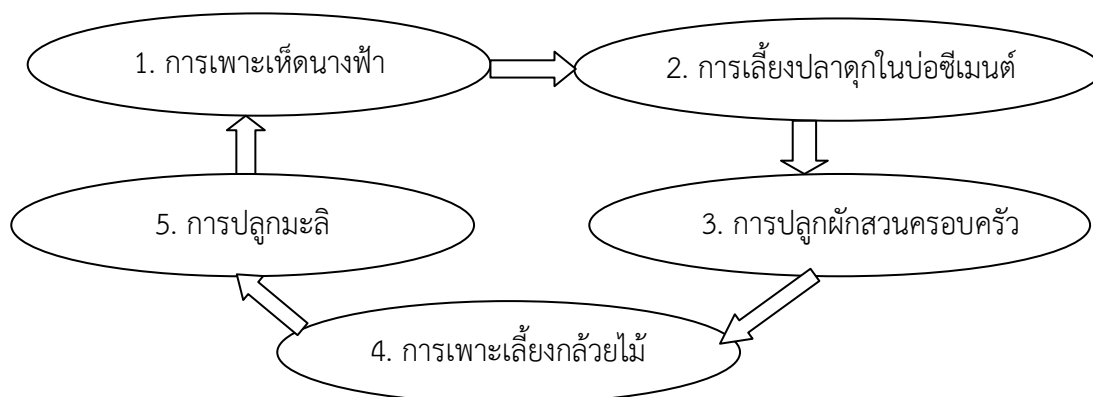 1. การเพาะเห็ดนางฟ้า
2. การเลี้ยงปลาดุกในบ่อซีเมนต์
3. การปลูกผักสวนครอบครัว
4. การเพาะเลี้ยงกล้วยไม้
5. การปลูกมะลิ